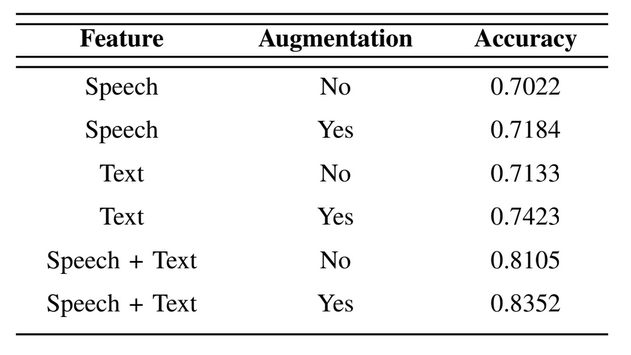 Feature Augmentation Accuracy
Speech No 0.7022
Speech Yes 0.7184
Text No 0.7133
Text Yes 0.7423
Speech + Text No 0.8105
Speech + Text Yes 0.8352